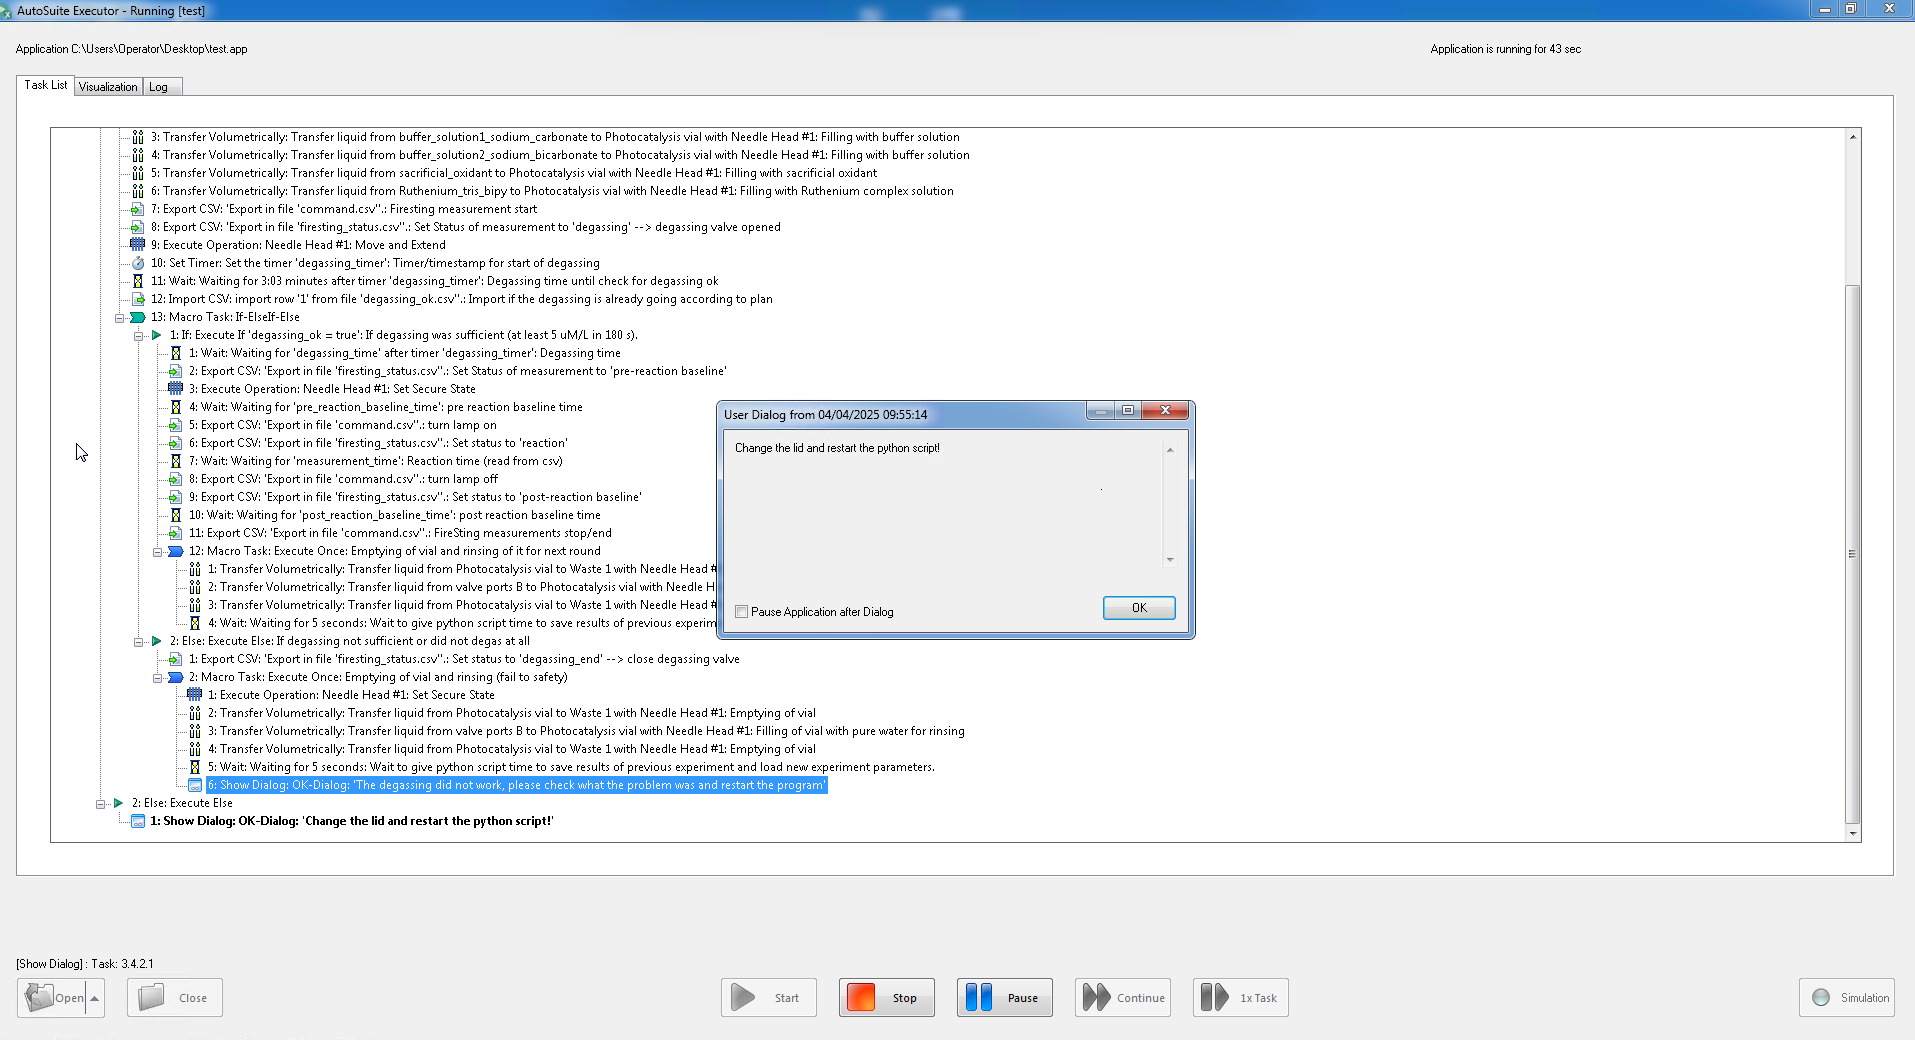 AutoSuite Executor - Running [test]
Application C:\Users\Operator\Desktop\test.app
Application is running for 43 sec
Task List
Visualization
Log
3: Transfer Volumetrically: Transfer liquid from buffer_solution1_sodium_carbonate to Photocatalysis vial with Needle Head #1: Filling with buffer solution
4: Transfer Volumetrically: Transfer liquid from buffer_solution2_sodium_bicarbonate to Photocatalysis vial with Needle Head #1: Filling with buffer solution
5: Transfer Volumetrically: Transfer liquid from sacrificial_oxidant to Photocatalysis vial with Needle Head #1: Filling with sacrificial oxidant
6: Transfer Volumetrically: Transfer liquid from Ruthenium_tris_bipy to Photocatalysis vial with Needle Head #1: Filling with Ruthenium complex solution
7: Export CSV: 'Export in file 'command.csv''.: Firesting measurement start
8: Export CSV: 'Export in file 'firesting_status.csv''.: Set Status of measurement to 'degassing' --> degassing valve opened
9: Execute Operation: Needle Head #1: Move and Extend
10: Set Timer: Set the timer 'degassing_timer': Timer/timestamp for start of degassing
11: Wait: Waiting for 3:03 minutes after timer 'degassing_timer': Degassing time until check for degassing ok
12: Import CSV: import row '1' from file 'degassing_ok.csv''.: Import if the degassing is already going according to plan
13: Macro Task: If-ElseIf-Else
1: If: Execute If 'degassing_ok = true': If degassing was sufficient (at least 5 uM/L in 180 s).
1: Wait: Waiting for 'degassing_time' after timer 'degassing_timer': Degassing time
2: Export CSV: 'Export in file 'firesting_status.csv''.: Set Status of measurement to 'pre-reaction baseline'
3: Execute Operation: Needle Head #1: Set Secure State
4: Wait: Waiting for 'pre_reaction_baseline_time': pre reaction baseline time
5: Export CSV: 'Export in file 'command.csv''.: turn lamp on
6: Export CSV: 'Export in file 'firesting_status.csv''.: Set status to 'reaction'
7: Wait: Waiting for 'measurement_time': Reaction time (read from csv)
8: Export CSV: 'Export in file 'command.csv''.: turn lamp off
9: Export CSV: 'Export in file 'firesting_status.csv''.: Set status to 'post-reaction baseline'
10: Wait: Waiting for 'post_reaction_baseline_time': post reaction baseline time
11: Export CSV: 'Export in file 'command.csv''.: FireSting measurements stop/end
12: Macro Task: Execute Once: Emptying of vial and rinsing of it for next round
1: Transfer Volumetrically: Transfer liquid from Photocatalysis vial to Waste 1 with Needle Head #
2: Transfer Volumetrically: Transfer liquid from valve ports B to Photocatalysis vial with Needle H
3: Transfer Volumetrically: Transfer liquid from Photocatalysis vial to Waste 1 with Needle Head #
4: Wait: Waiting for 5 seconds: Wait to give python script time to save results of previous experim
2: Else: Execute Else: If degassing not sufficient or did not degas at all
1: Export CSV: 'Export in file 'firesting_status.csv''.: Set status to 'degassing_end' --> close degassing valve
2: Macro Task: Execute Once: Emptying of vial and rinsing (fail to safety)
1: Execute Operation: Needle Head #1: Set Secure State
2: Transfer Volumetrically: Transfer liquid from Photocatalysis vial to Waste 1 with Needle Head #1: Emptying of vial
3: Transfer Volumetrically: Transfer liquid from valve ports B to Photocatalysis vial with Needle Head #1: Filling of vial with pure water for rinsing
4: Transfer Volumetrically: Transfer liquid from Photocatalysis vial to Waste 1 with Needle Head #1: Emptying of vial
5: Wait: Waiting for 5 seconds: Wait to give python script time to save results of previous experiment and load new experiment parameters.
6: Show Dialog: OK-Dialog: 'The degassing did not work, please check what the problem was and restart the program'
2: Else: Execute Else
1: Show Dialog: OK-Dialog: 'Change the lid and restart the python script!'
User Dialog from 04/04/2025 09:55:14
Change the lid and restart the python script!
Pause Application after Dialog
OK
[Show Dialog] : Task: 3.4.2.1
Open
Close
Start
Stop
Pause
Continue
1x Task
Simulation